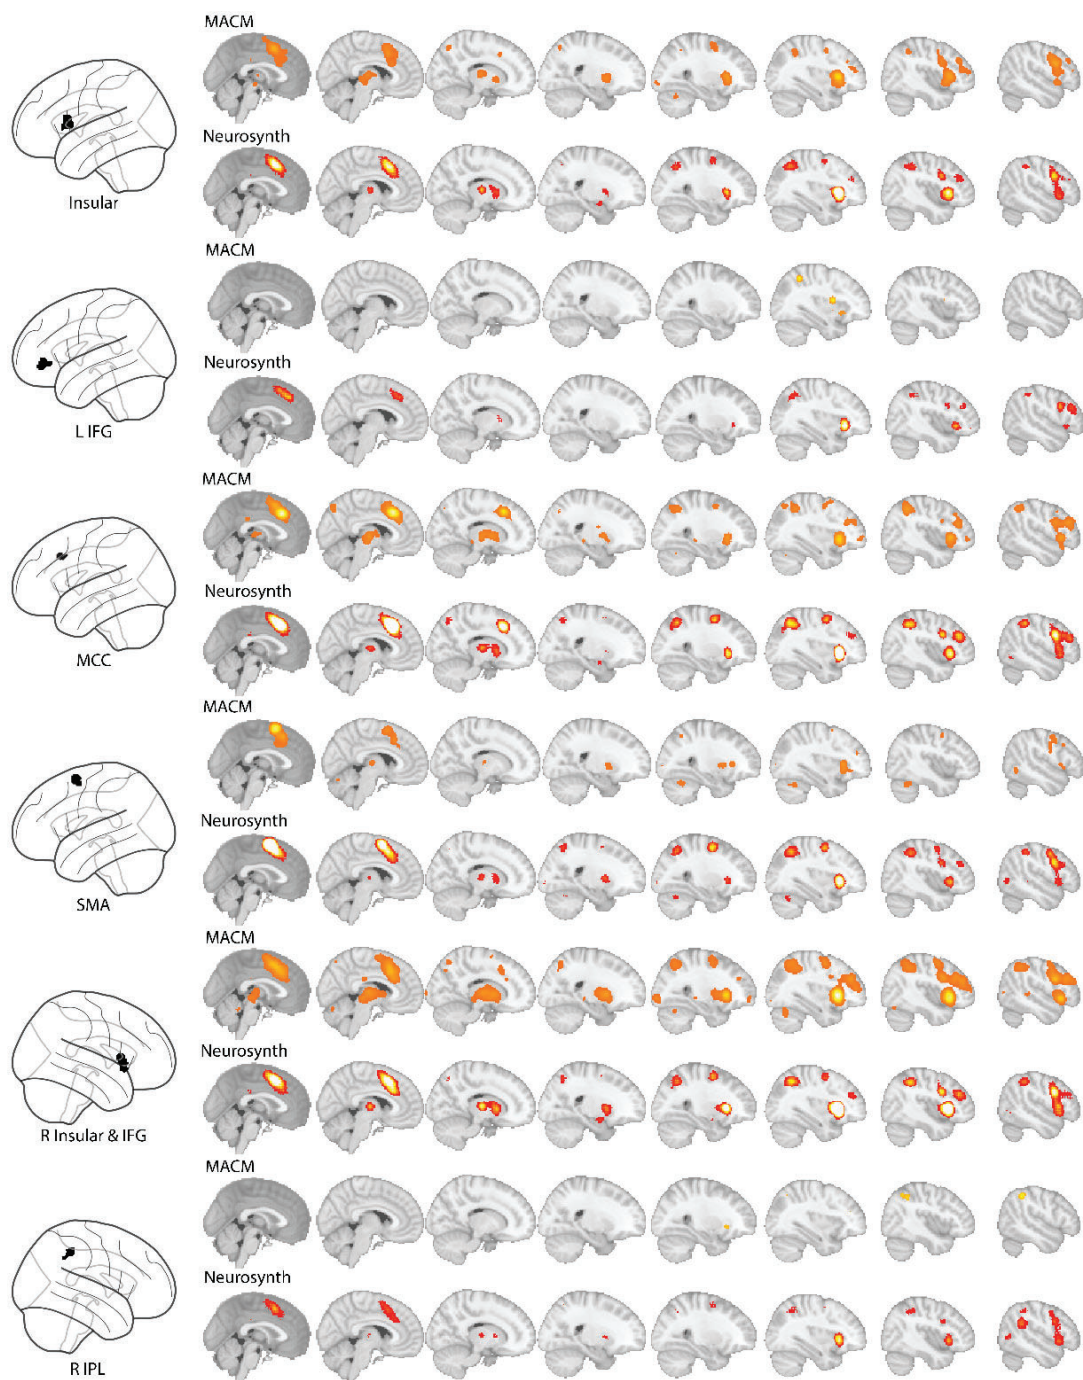 MACM
Neurosynth
Insular
MACM
Neurosynth
L IFG
MACM
Neurosynth
MCC
MACM
Neurosynth
SMA
MACM
Neurosynth
R Insular & IFG
MACM
Neurosynth
R IPL